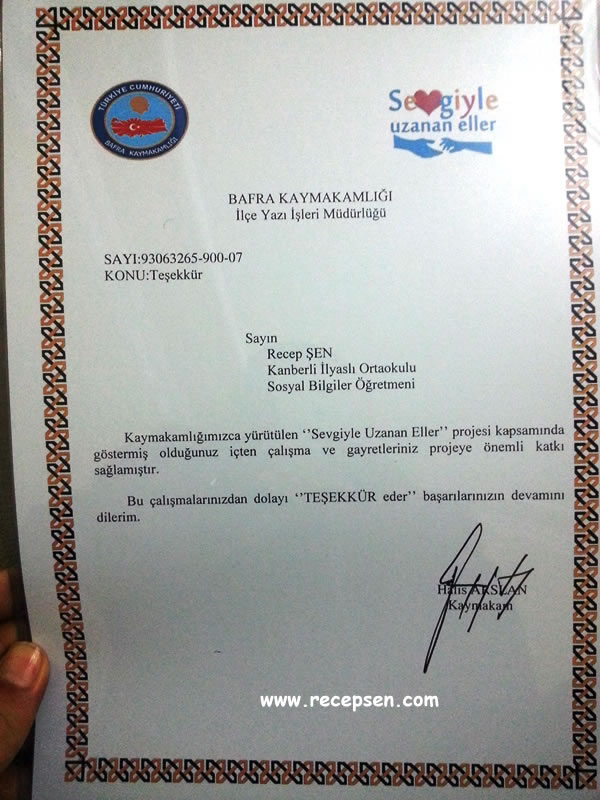 TÜRKİYE CUMHURİYETİ
BAFRA KAYMAKAMLIĞI
Sevgiyle
uzanan eller
BAFRA KAYMAKAMLIĞI
İlçe Yazı İşleri Müdürlüğü
SAYI:93063265-900-07
KONU:Teşekkür
Sayın
Recep ŞEN
Kanberli İlyaslı Ortaokulu
Sosyal Bilgiler Öğretmeni
Kaymakamlığımızca yürütülen ‘’Sevgiyle Uzanan Eller’’ projesi kapsamında
göstermiş olduğunuz içten çalışma ve gayretleriniz projeye önemli katkı
sağlamıştır.
Bu çalışmalarınızdan dolayı ‘’TEŞEKKÜR eder’’ başarılarınızın devamını
dilerim.
Halis ARSLAN
Kaymakam
www.recepsen.com